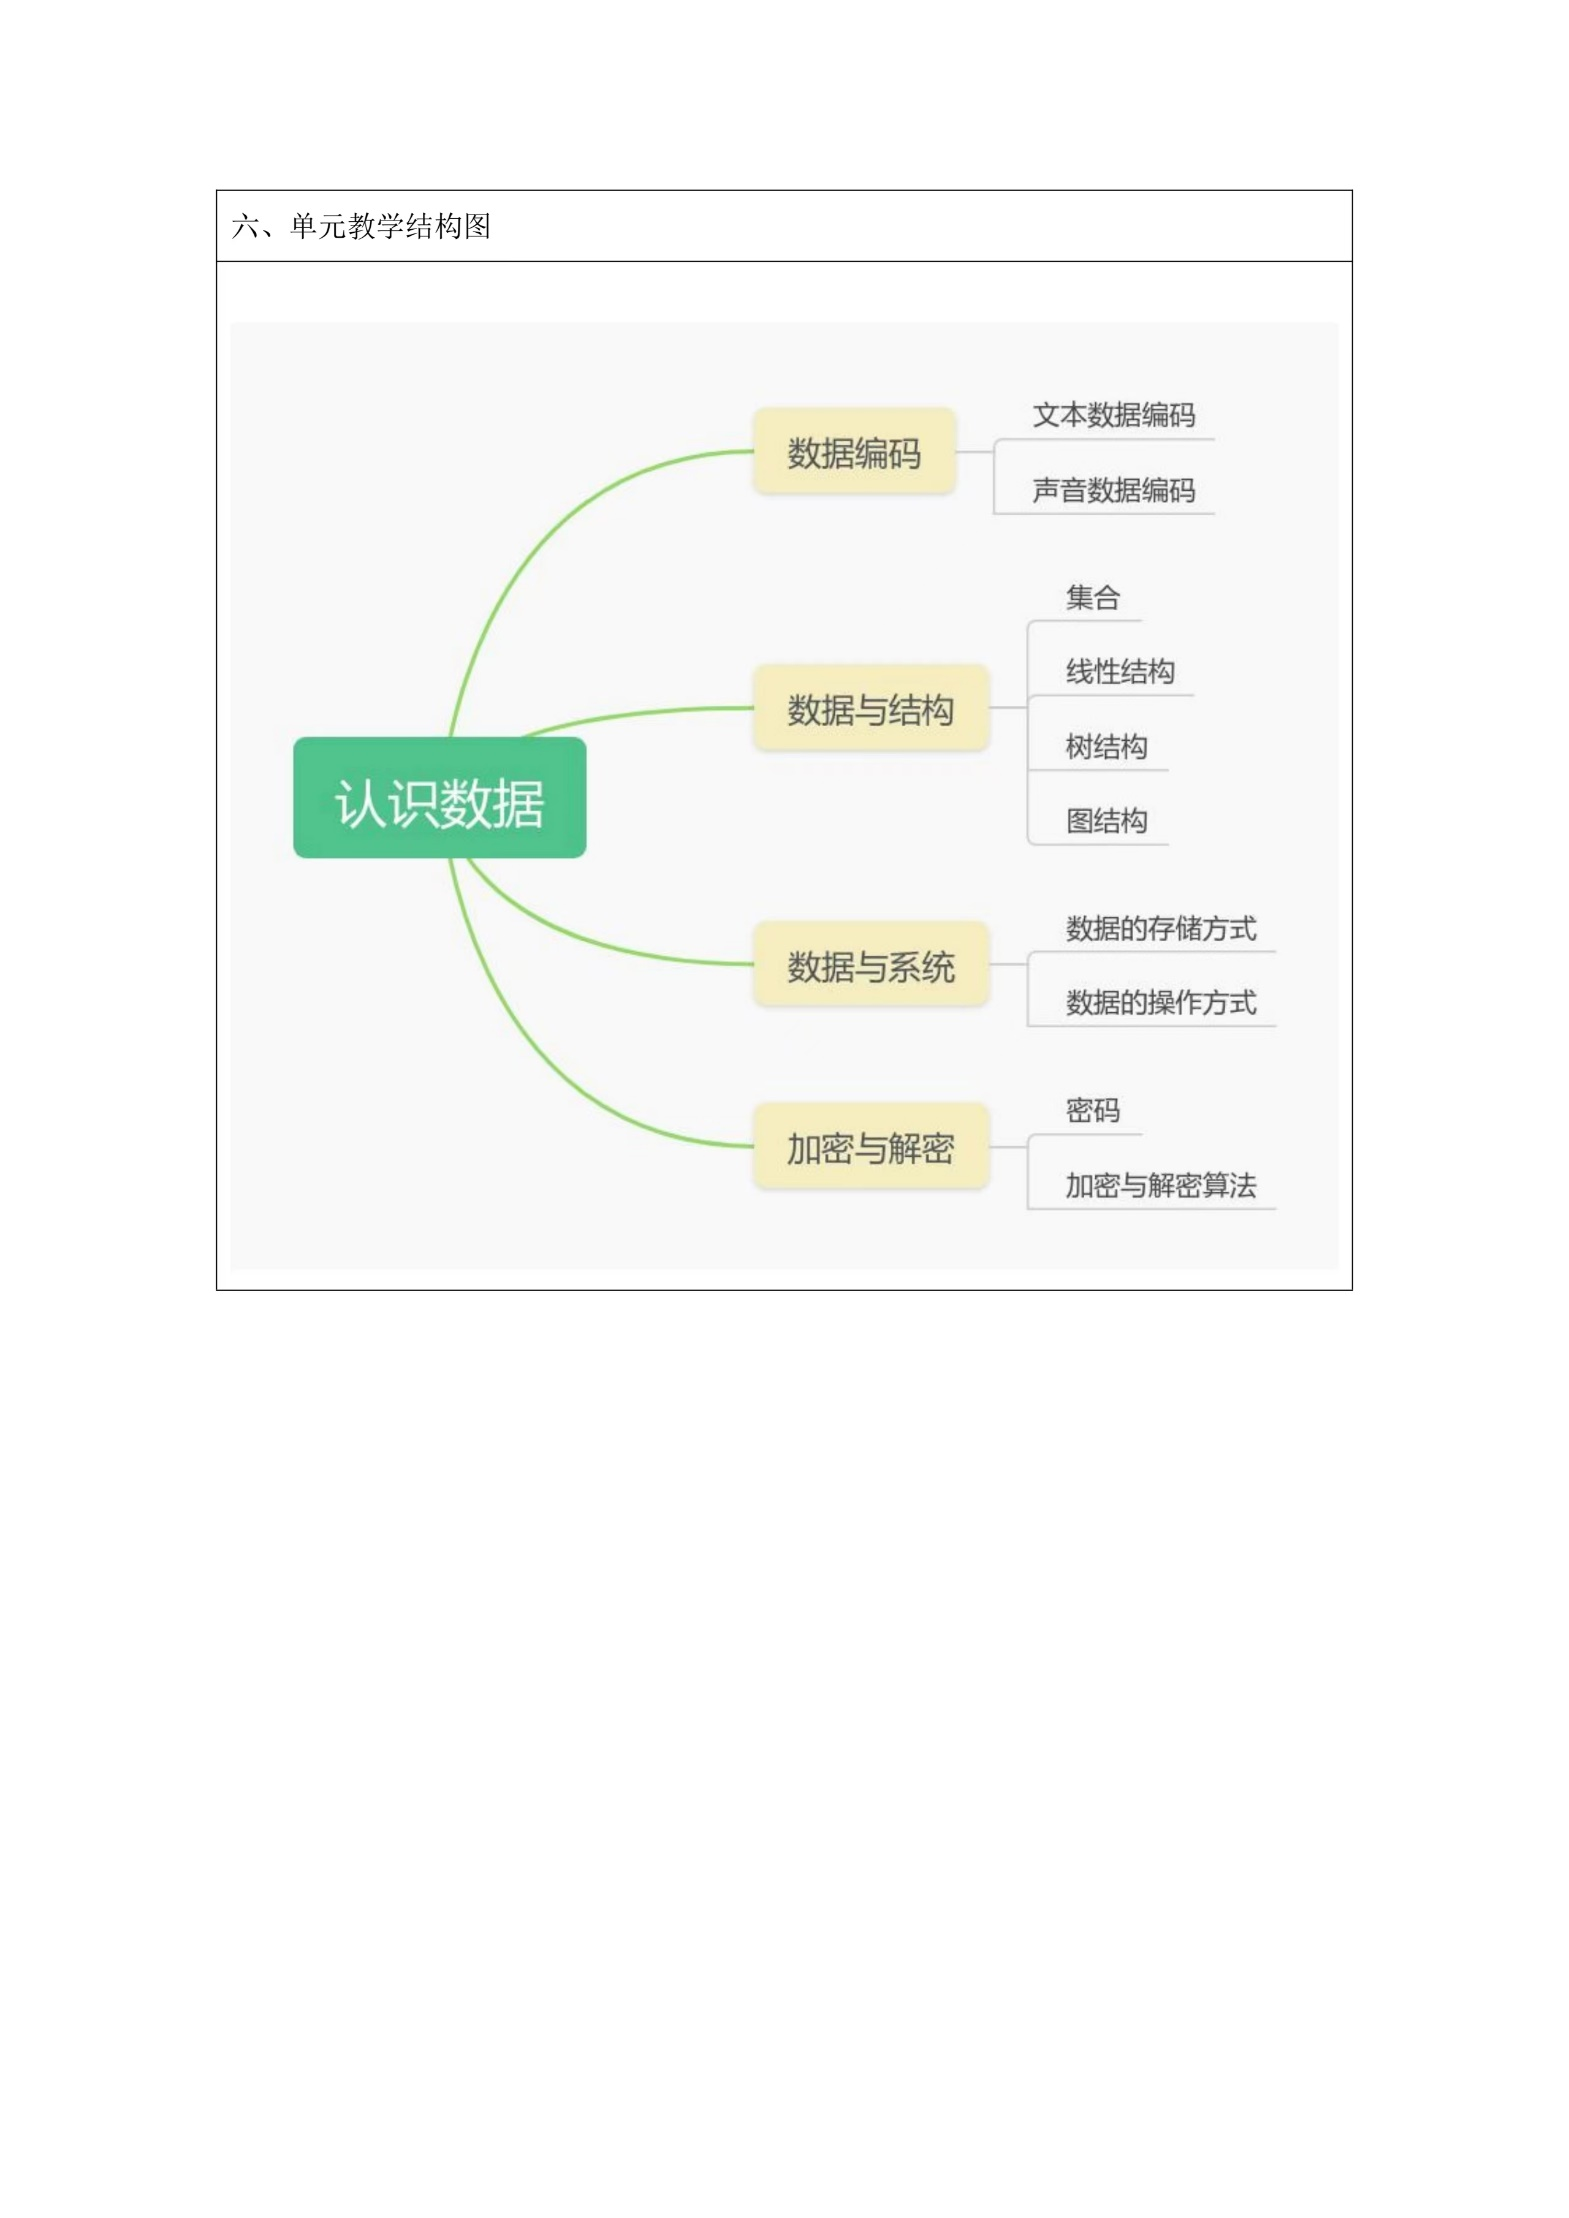 六、单元教学结构图
认识数据
数据编码
文本数据编码
声音数据编码
数据与结构
集合
线性结构
树结构
图结构
数据与系统
数据的存储方式
数据的操作方式
加密与解密
密码
加密与解密算法